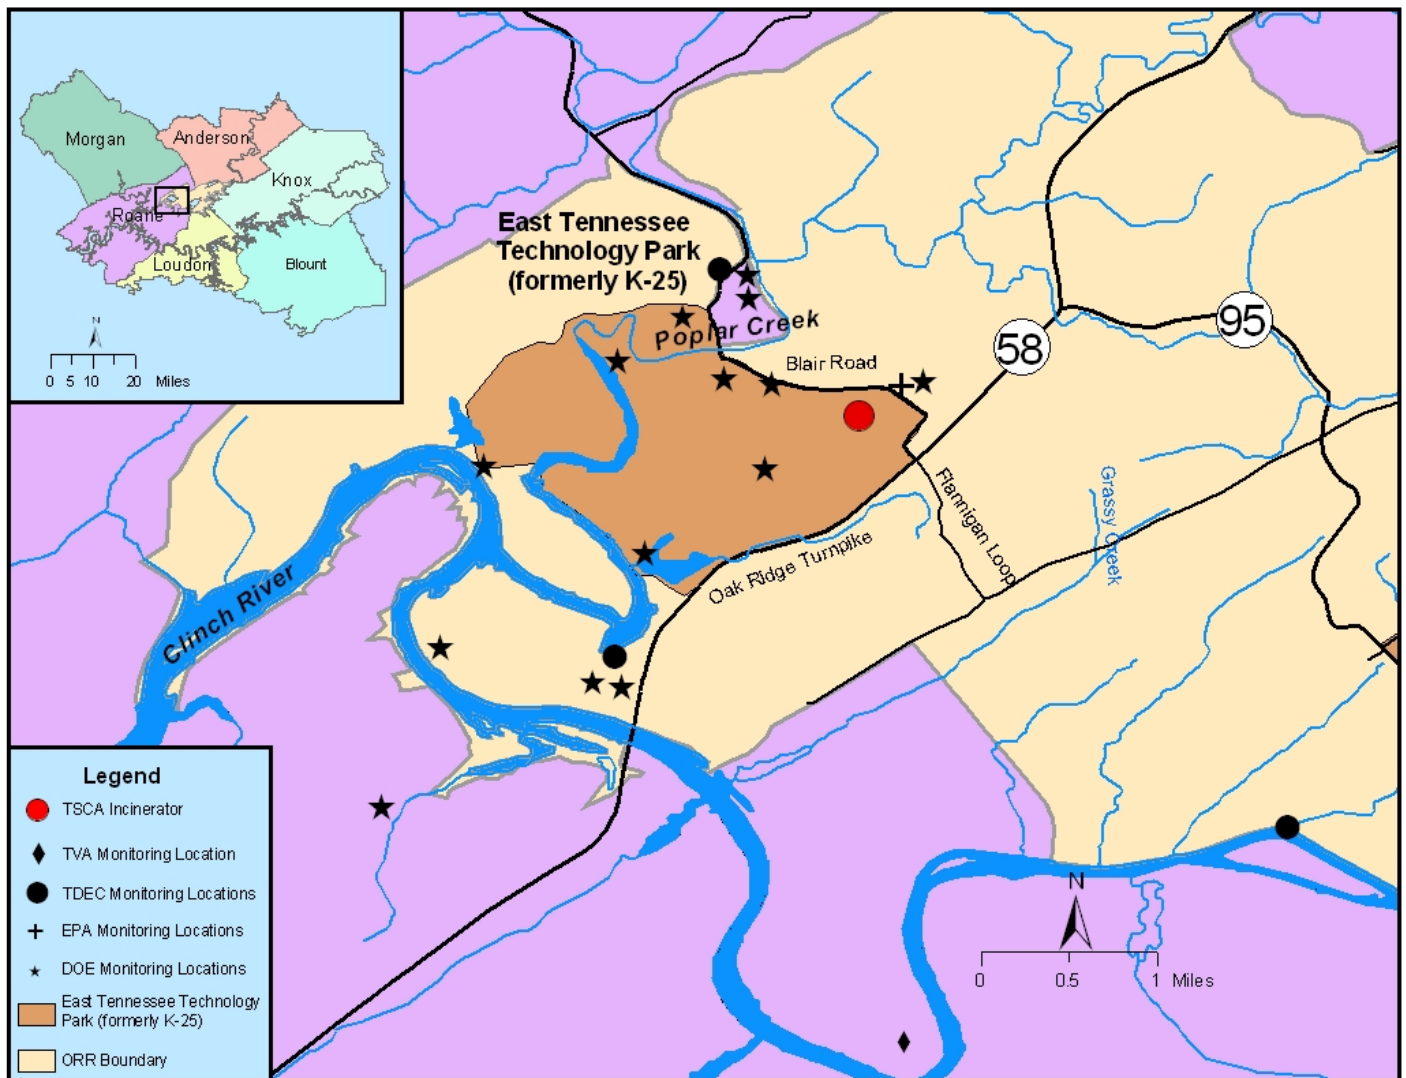 Morgan
Anderson
Knox
Roane
Loudon
Blount
N
0 5 10 20 Miles
East Tennessee
Technology Park
(formerly K-25)
Poplar Creek
Blair Road
58
95
Flannigan Loop
Grassy Creek
Oak Ridge Turnpike
Clinch River
N
0 0.5 1 Miles
Legend
TSCA Incinerator
TVA Monitoring Location
TDEC Monitoring Locations
EPA Monitoring Locations
DOE Monitoring Locations
East Tennessee Technology
Park (formerly K-25)
ORR Boundary